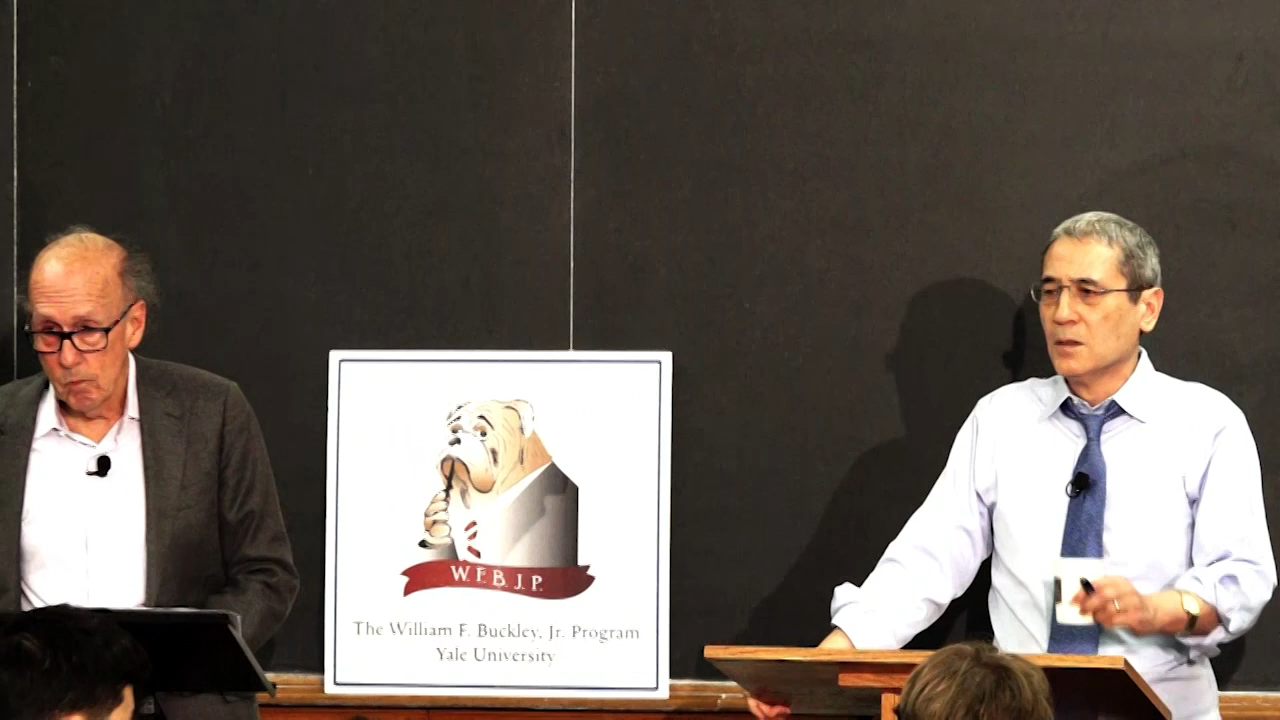 W. F. B. J. P.
The William F. Buckley, Jr. Program
Yale University